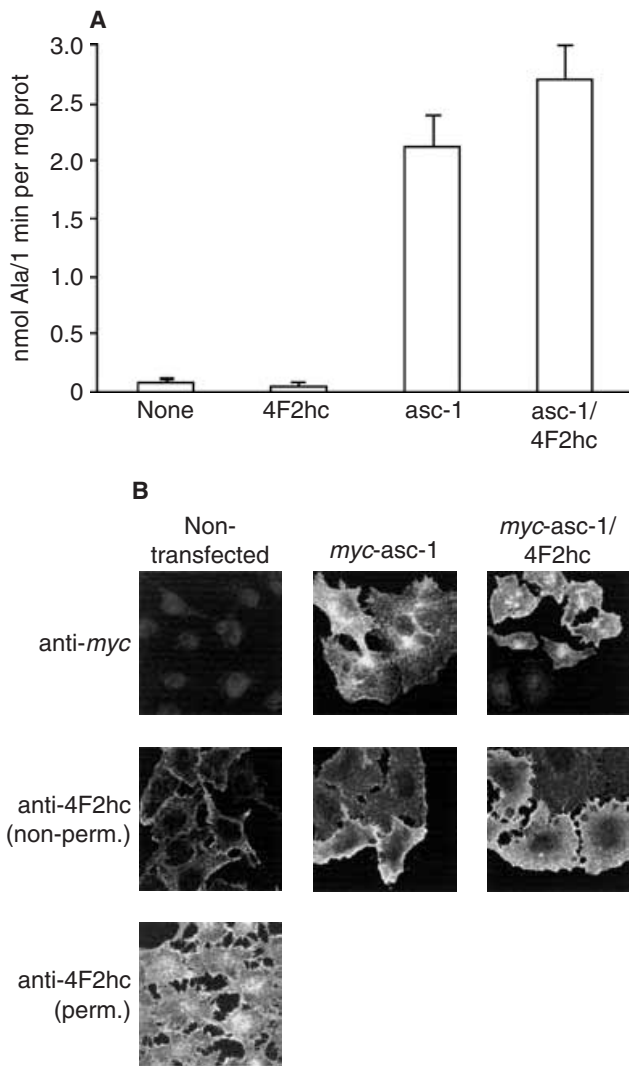 A
nmol Ala/1 min per mg prot
3.0
2.5
2.0
1.5
1.0
0.5
0
None
4F2hc
asc-1
asc-1/
4F2hc
B
Non-
transfected
myc-asc-1
myc-asc-1/
4F2hc
anti-myc
anti-4F2hc
(non-perm.)
anti-4F2hc
(perm.)